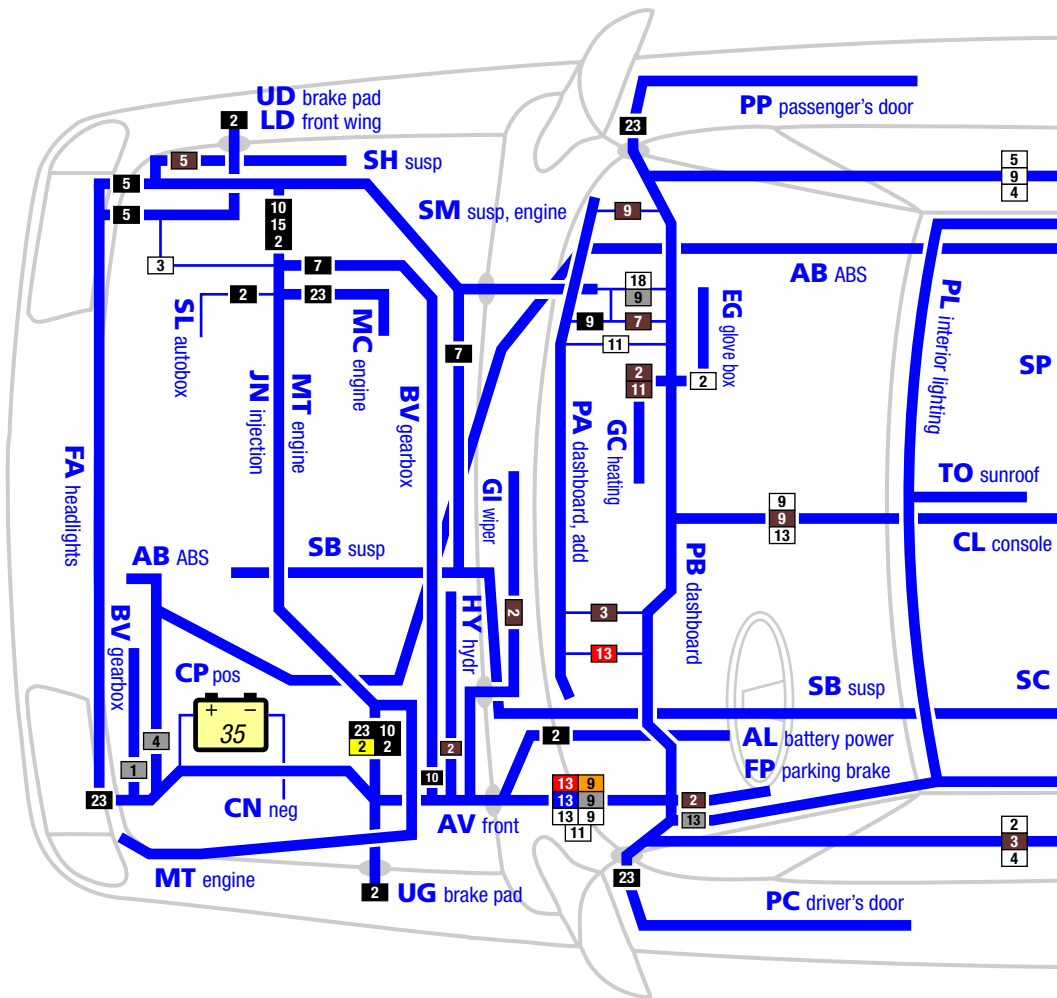 UD brake pad
2
LD front wing
PP passenger's door
23
5
SH susp
5
9
4
5
10
15
2
SM susp, engine
9
5
3
7
AB ABS
18
9
2
23
9
7
7
11
SL autobox
MC engine
EG glove box
PL interior lighting
2
11
2
SP
JN injection
MT engine
BV gearbox
PA dashboard, add
GC heating
FA headlights
GI wiper
TO sunroof
9
9
13
CL console
AB ABS
SB susp
PB dashboard
BV gearbox
HY hydr
2
3
13
CP pos
+ −
35
SB susp
SC
4
1
23 10
2 2
2
2
AL battery power
FP parking brake
23
CN neg
10
AV front
13 9
13 9
13 9
11
2
13
2
3
4
MT engine
2
UG brake pad
23
PC driver's door